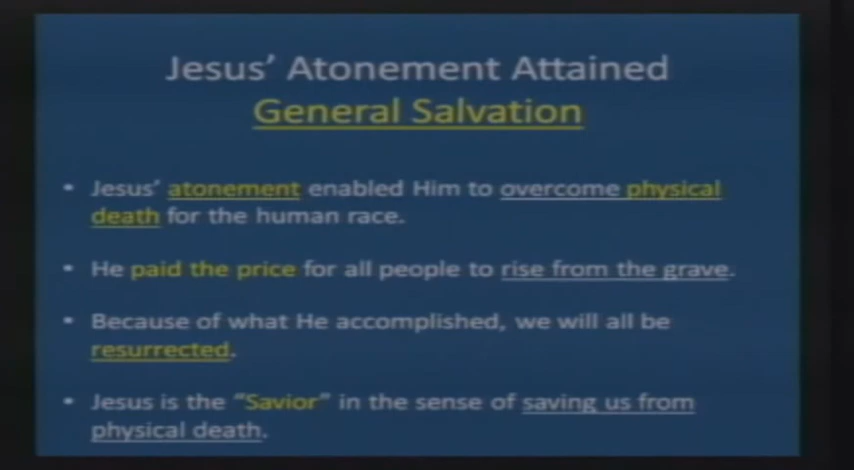 Jesus’ Atonement Attained
General Salvation
• Jesus’ atonement enabled Him to overcome physical
death for the human race.
• He paid the price for all people to rise from the grave.
• Because of what He accomplished, we will all be
resurrected.
• Jesus is the “Savior” in the sense of saving us from
physical death.